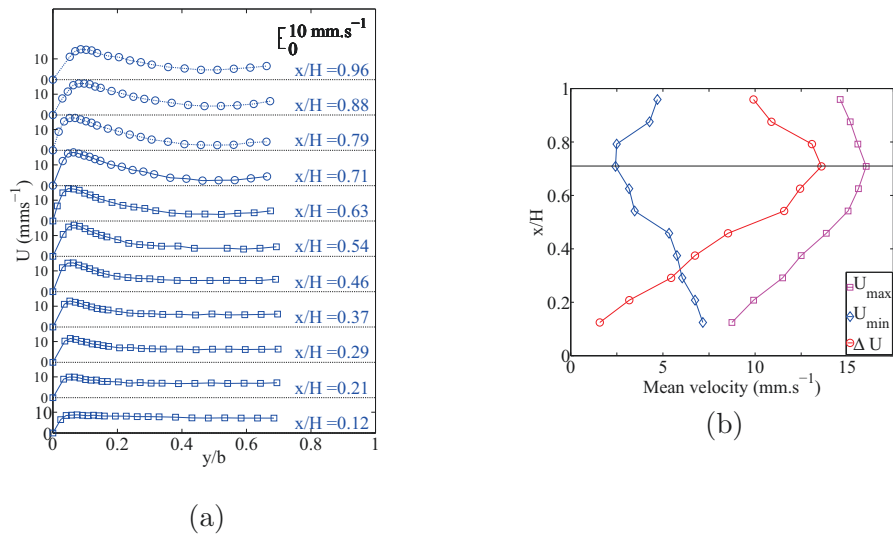 10 mm.s⁻¹
0
U (mms⁻¹)
10
0
x/H =0.96
10
0
x/H =0.88
10
0
x/H =0.79
10
0
x/H =0.71
10
0
x/H =0.63
10
0
x/H =0.54
10
0
x/H =0.46
10
0
x/H =0.37
10
0
x/H =0.29
10
0
x/H =0.21
10
0
x/H =0.12
0 0.2 0.4 0.6 0.8 1
y/b
(a)
x/H
1
0.8
0.6
0.4
0.2
0
0 5 10 15
Mean velocity (mm.s⁻¹)
U_max
U_min
Δ U
(b)